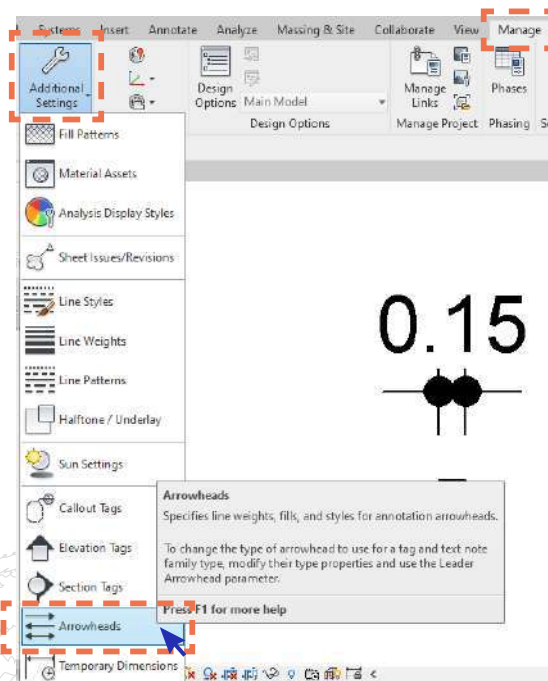 Systems Insert Annotate Analyze Massing & Site Collaborate View Manage
Additional Settings
Design Options
Main Model
Manage Links
Phases
Design Options
Manage Project
Phasing
Fill Patterns
Material Assets
Analysis Display Styles
Sheet Issues/Revisions
Line Styles
Line Weights
Line Patterns
Halftone / Underlay
Sun Settings
Callout Tags
Elevation Tags
Section Tags
Arrowheads
Temporary Dimensions
0.15
Arrowheads
Specifies line weights, fills, and styles for annotation arrowheads.
To change the type of arrowhead to use for a tag and text note
family type, modify their type properties and use the Leader
Arrowhead parameter.
Press F1 for more help